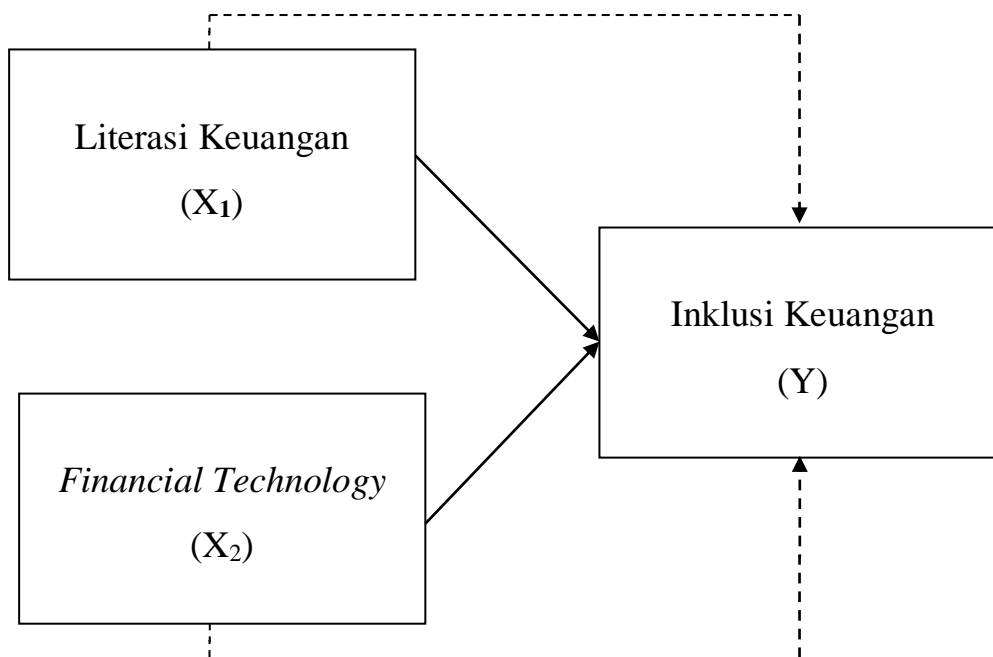 Literasi Keuangan
(X1)
Inklusi Keuangan
(Y)
Financial Technology
(X2)